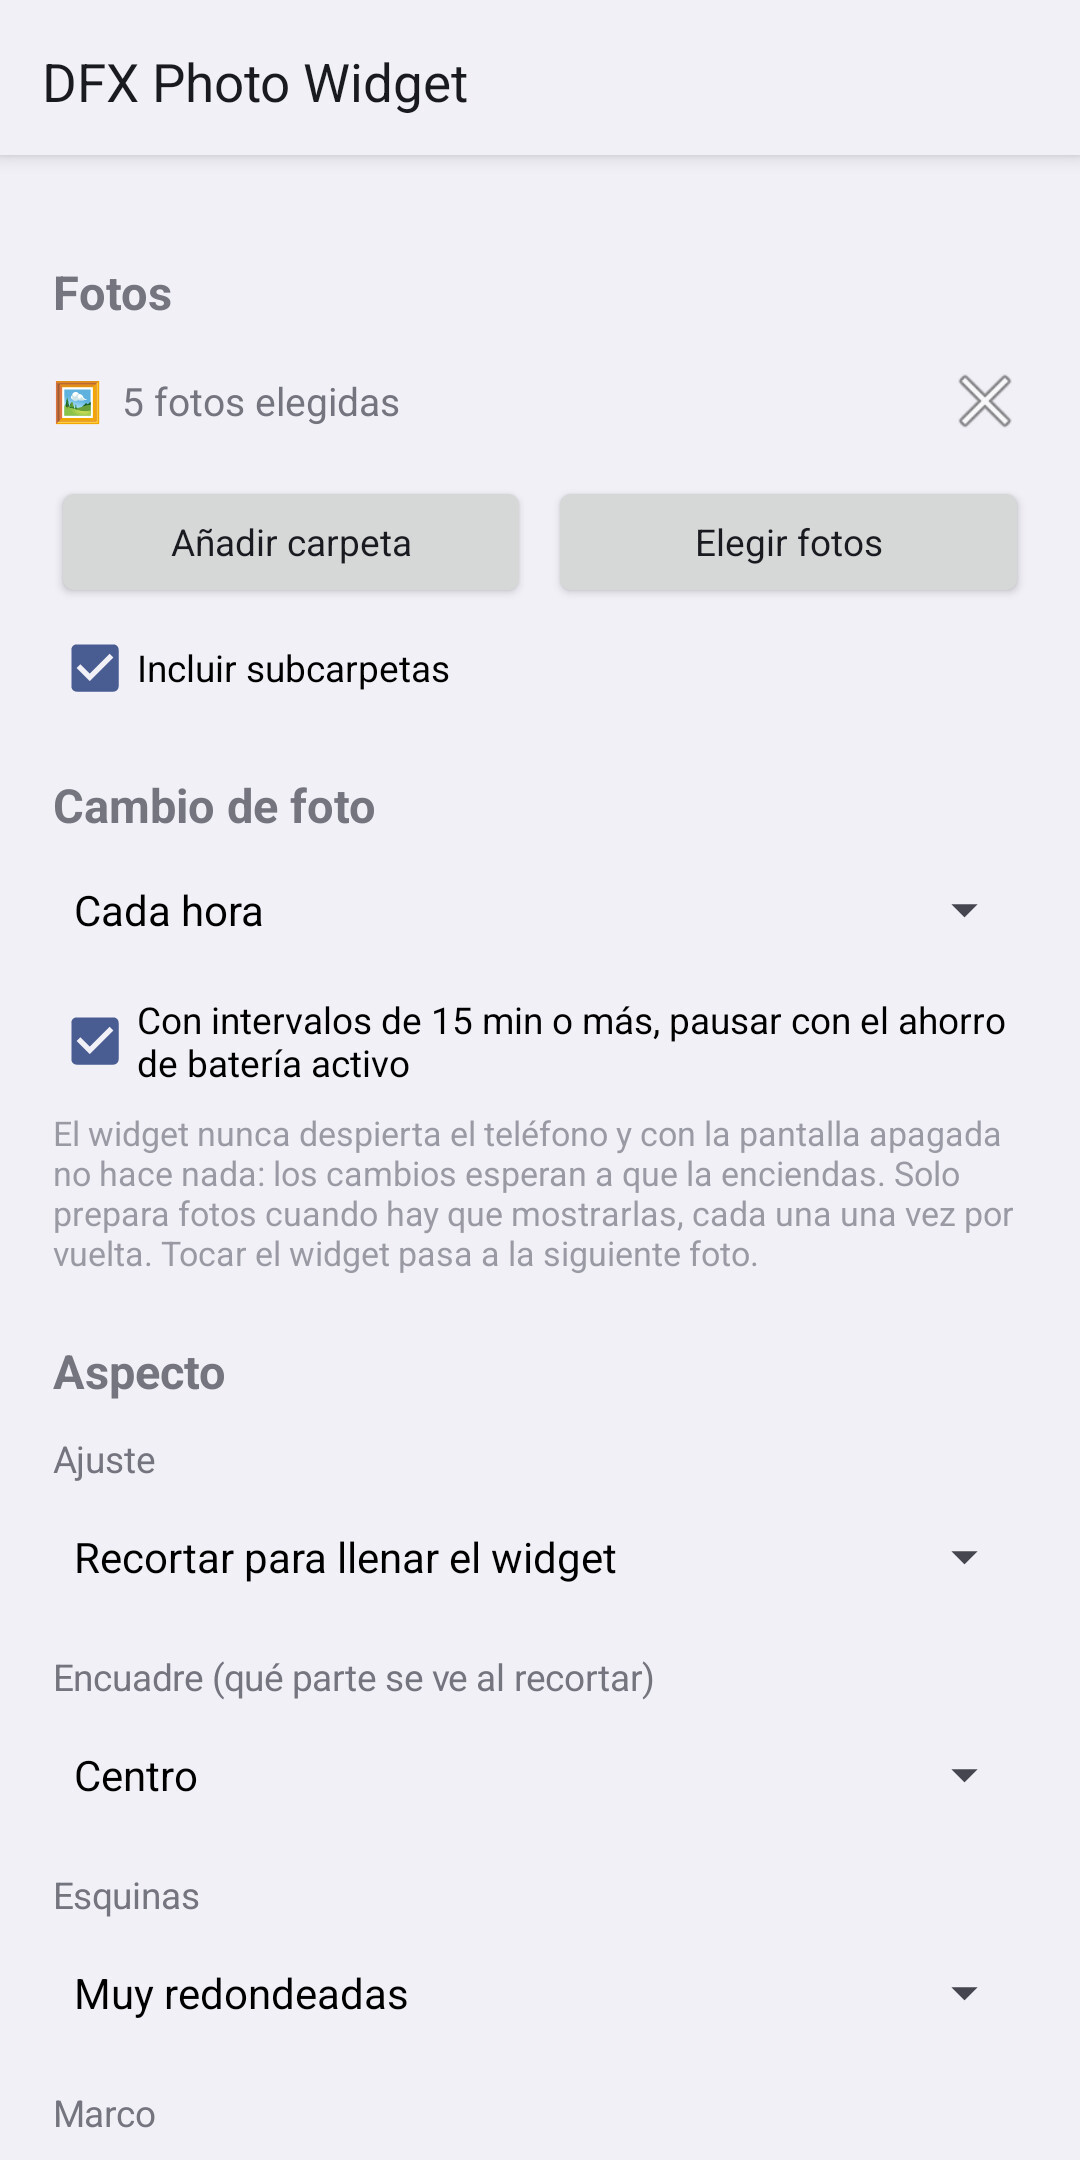 DFX Photo Widget
Fotos
5 fotos elegidas
Añadir carpeta
Elegir fotos
Incluir subcarpetas
Cambio de foto
Cada hora
Con intervalos de 15 min o más, pausar con el ahorro
de batería activo
El widget nunca despierta el teléfono y con la pantalla apagada
no hace nada: los cambios esperan a que la enciendas. Solo
prepara fotos cuando hay que mostrarlas, cada una una vez por
vuelta. Tocar el widget pasa a la siguiente foto.
Aspecto
Ajuste
Recortar para llenar el widget
Encuadre (qué parte se ve al recortar)
Centro
Esquinas
Muy redondeadas
Marco